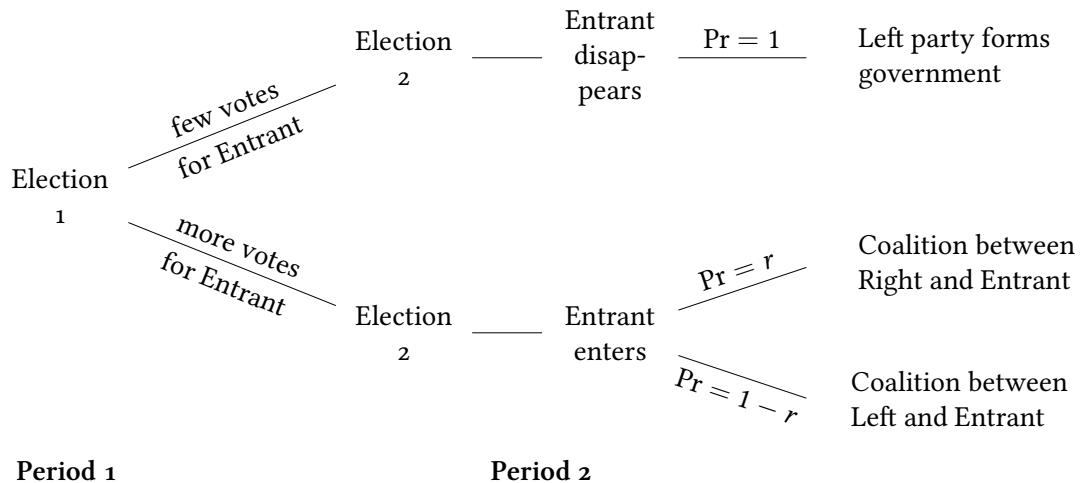 Election
1
few votes
for Entrant
Election
2
Entrant
disap-
pears
Pr = 1
Left party forms
government
more votes
for Entrant
Election
2
Entrant
enters
Pr = r
Coalition between
Right and Entrant
Pr = 1 − r
Coalition between
Left and Entrant
Period 1
Period 2